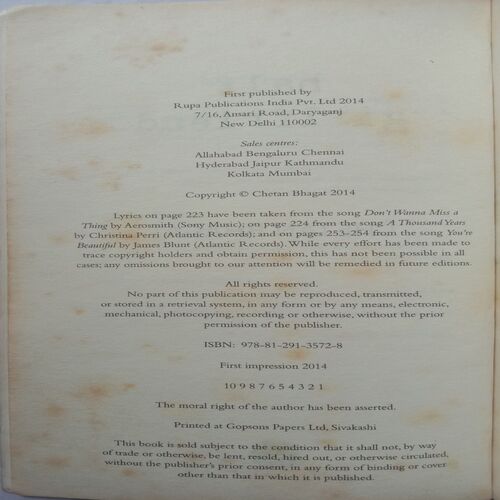 First published by
Rupa Publications India Pvt. Ltd 2014
7/16, Ansari Road, Daryaganj
New Delhi 110002
Sales centres:
Allahabad Bengaluru Chennai
Hyderabad Jaipur Kathmandu
Kolkata Mumbai
Copyright © Chetan Bhagat 2014
Lyrics on page 223 have been taken from the song Don't Wanna Miss a
Thing by Aerosmith (Sony Music); on page 224 from the song A Thousand Years
by Christina Perri (Atlantic Records); and on pages 253-254 from the song You're
Beautiful by James Blunt (Atlantic Records). While every effort has been made to
trace copyright holders and obtain permission, this has not been possible in all
cases; any omissions brought to our attention will be remedied in future editions.
All rights reserved.
No part of this publication may be reproduced, transmitted,
or stored in a retrieval system, in any form or by any means, electronic,
mechanical, photocopying, recording or otherwise, without the prior
permission of the publisher.
ISBN: 978-81-291-3572-8
First impression 2014
10 9 8 7 6 5 4 3 2 1
The moral right of the author has been asserted.
Printed at Gopsons Papers Ltd, Sivakashi
This book is sold subject to the condition that it shall not, by way
of trade or otherwise, be lent, resold, hired out, or otherwise circulated,
without the publisher's prior consent, in any form of binding or cover
other than that in which it is published.